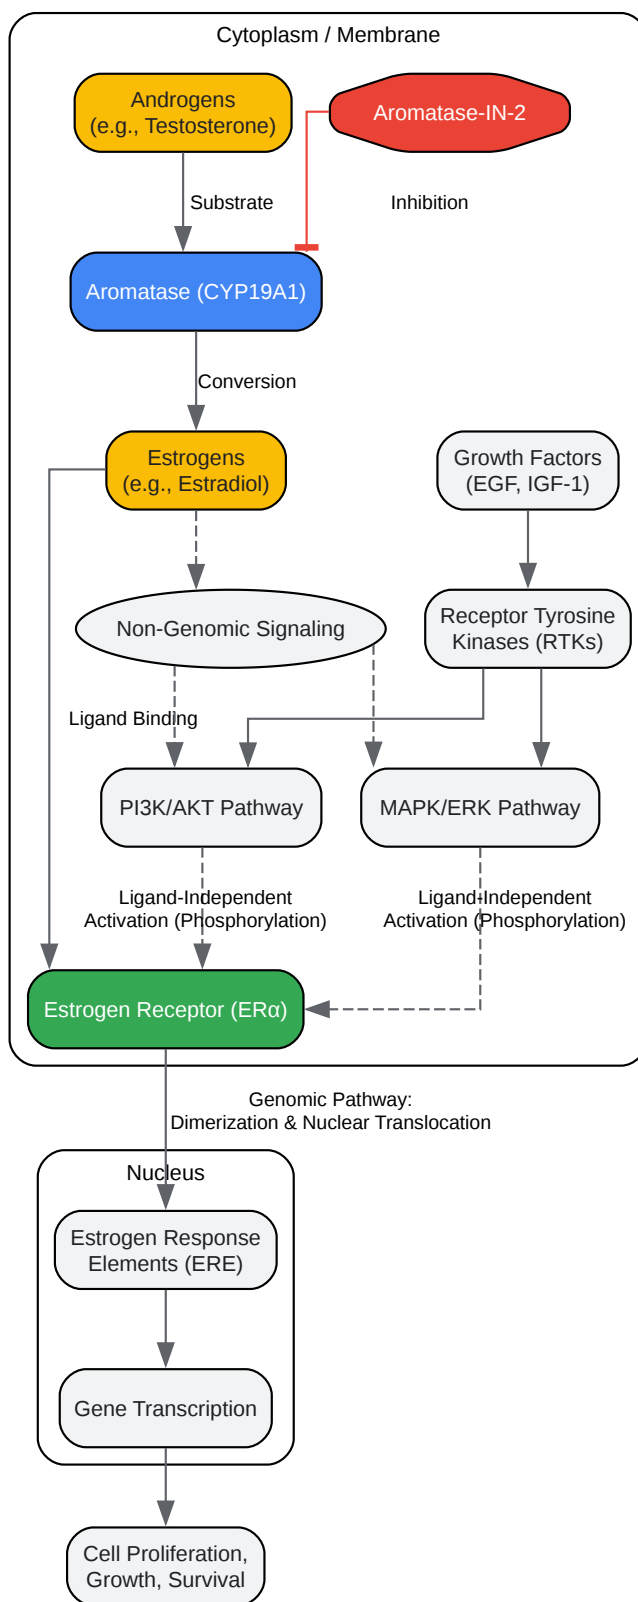 Cytoplasm / Membrane
Androgens
(e.g., Testosterone)
Aromatase-IN-2
Substrate
Inhibition
Aromatase (CYP19A1)
Conversion
Estrogens
(e.g., Estradiol)
Growth Factors
(EGF, IGF-1)
Non-Genomic Signaling
Receptor Tyrosine
Kinases (RTKs)
Ligand Binding
PI3K/AKT Pathway
MAPK/ERK Pathway
Ligand-Independent
Activation (Phosphorylation)
Ligand-Independent
Activation (Phosphorylation)
Estrogen Receptor (ERα)
Genomic Pathway:
Dimerization & Nuclear Translocation
Nucleus
Estrogen Response
Elements (ERE)
Gene Transcription
Cell Proliferation,
Growth, Survival